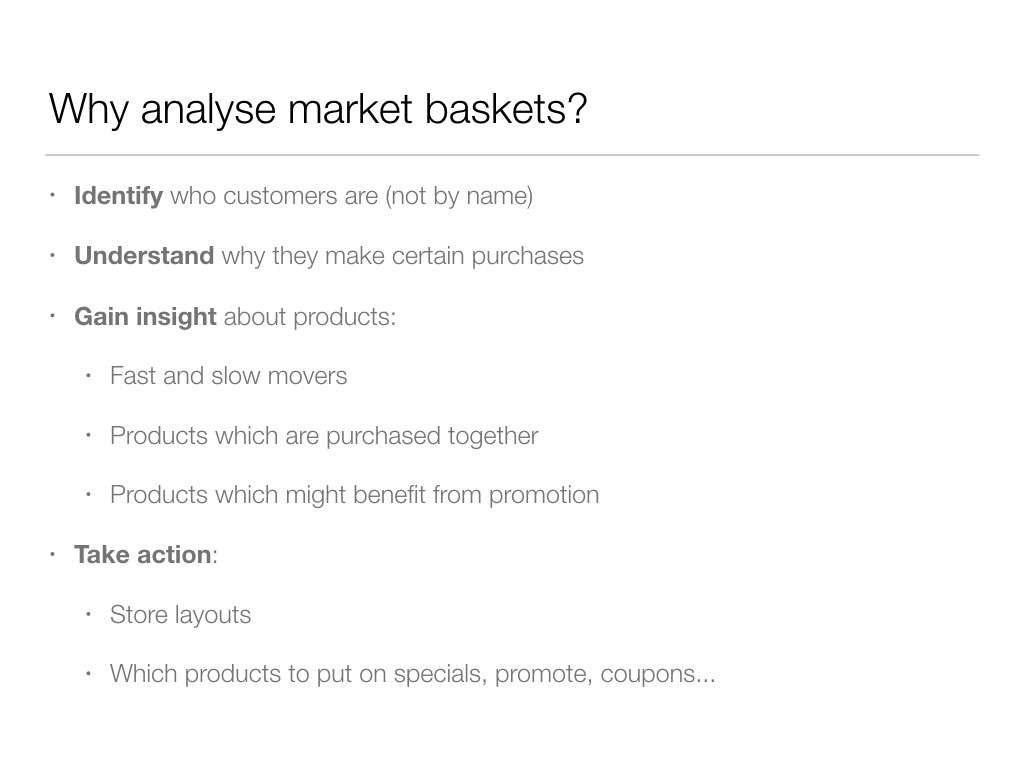 Why analyse market baskets?
• Identify who customers are (not by name)
• Understand why they make certain purchases
• Gain insight about products:
• Fast and slow movers
• Products which are purchased together
• Products which might benefit from promotion
• Take action:
• Store layouts
• Which products to put on specials, promote, coupons...